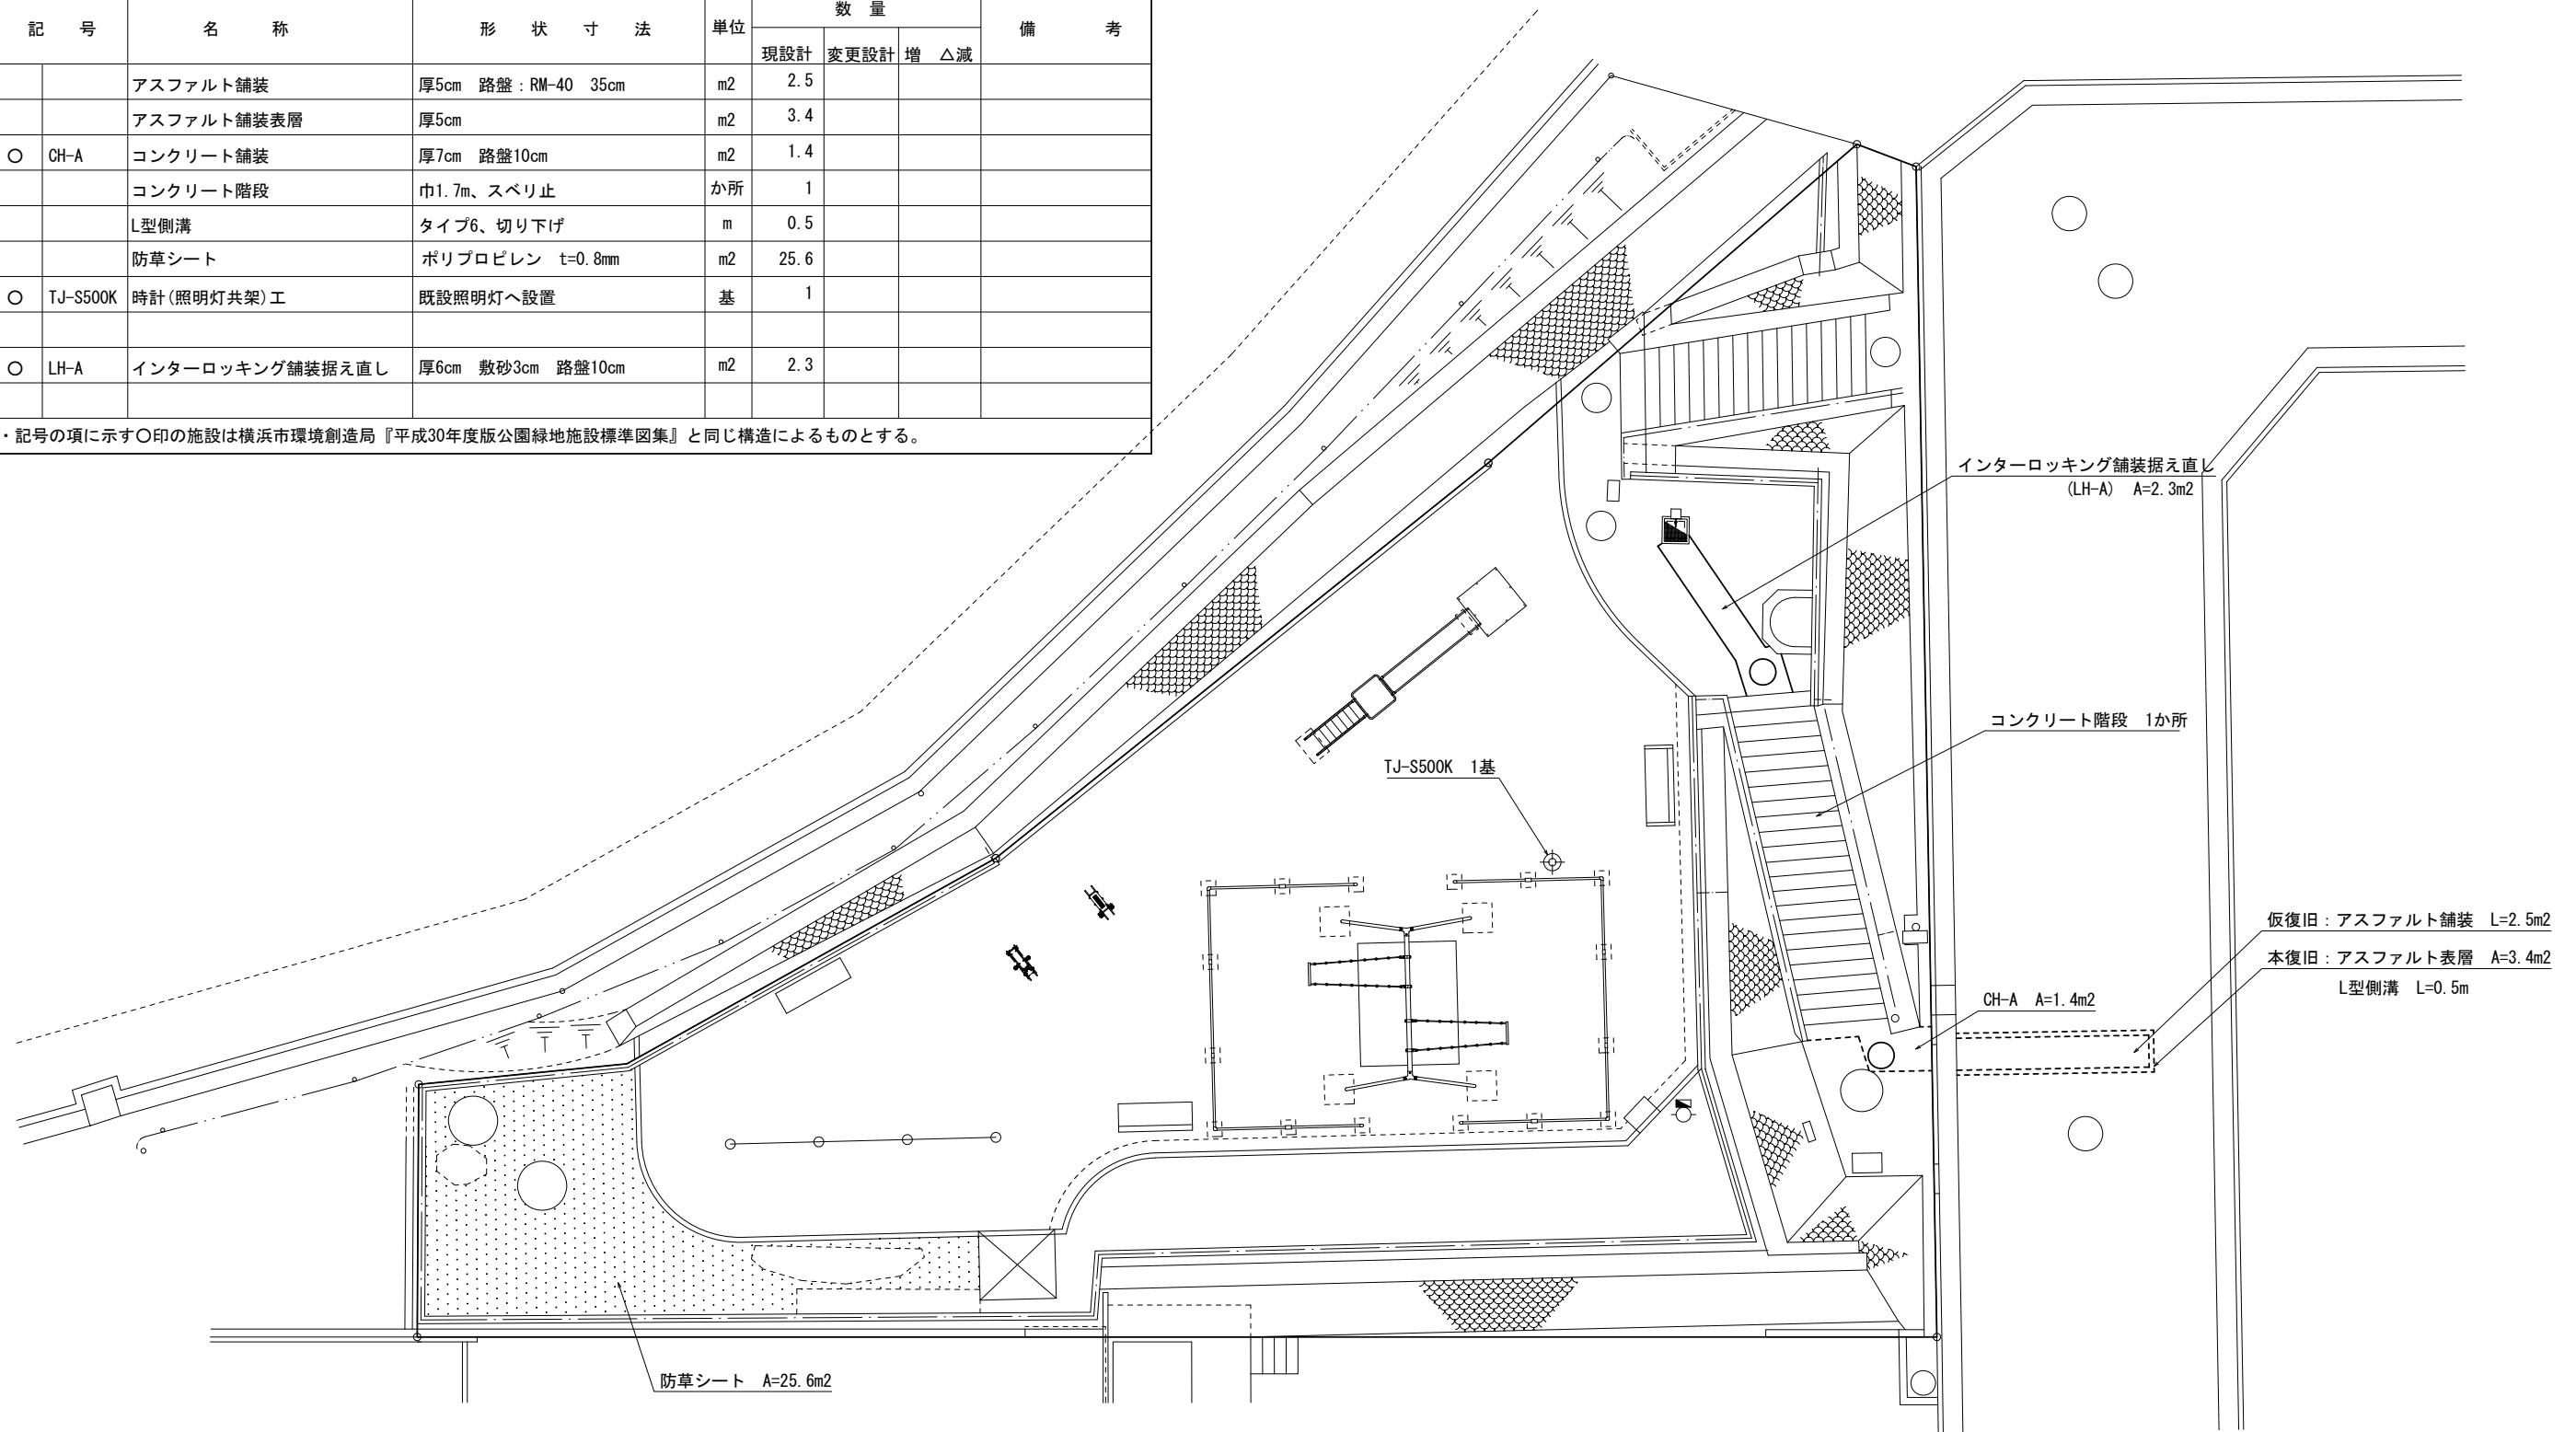 記　号　名　称　形　状　寸　法　単位　数　量　備　考
現設計　変更設計　増　△減
アスファルト舗装　厚5cm　路盤：RM-40　35cm　m2　2.5
アスファルト舗装表層　厚5cm　m2　3.4
○　CH-A　コンクリート舗装　厚7cm　路盤10cm　m2　1.4
コンクリート階段　巾1.7m、スベリ止　か所　1
L型側溝　タイプ6、切り下げ　m　0.5
防草シート　ポリプロピレン　t=0.8mm　m2　25.6
○　TJ-S500K　時計(照明灯共架)工　既設照明灯へ設置　基　1
○　LH-A　インターロッキング舗装据え直し　厚6cm　敷砂3cm　路盤10cm　m2　2.3
・記号の項に示す○印の施設は横浜市環境創造局『平成30年度版公園緑地施設標準図集』と同じ構造によるものとする。
インターロッキング舗装据え直し
(LH-A)　A=2.3m2
コンクリート階段　1か所
TJ-S500K　1基
仮復旧：アスファルト舗装　L=2.5m2
本復旧：アスファルト表層　A=3.4m2
L型側溝　L=0.5m
CH-A　A=1.4m2
防草シート　A=25.6m2